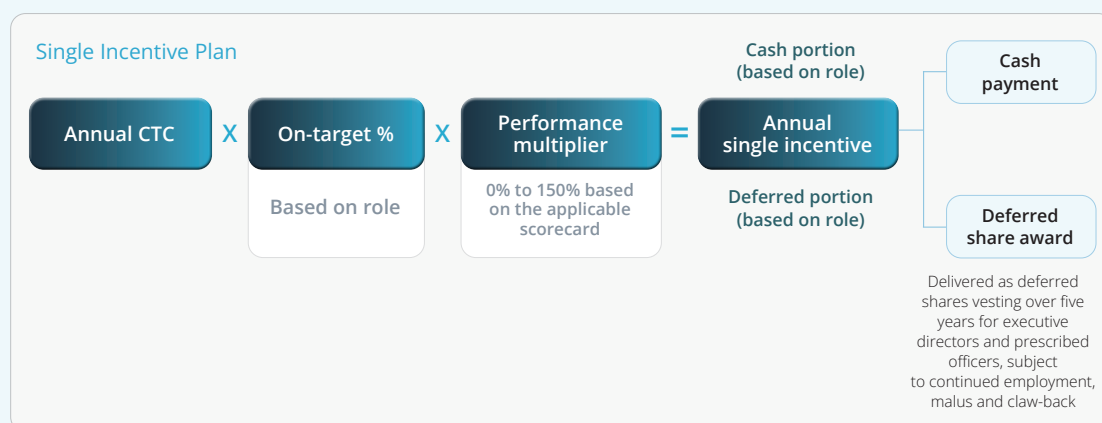 Single Incentive Plan
Annual CTC
X
On-target %
Based on role
X
Performance
multiplier
0% to 150% based
on the applicable
scorecard
=
Cash portion
(based on role)
Annual
single incentive
Deferred portion
(based on role)
Cash
payment
Deferred
share award
Delivered as deferred
shares vesting over five
years for executive
directors and prescribed
officers, subject
to continued employment,
malus and claw-back